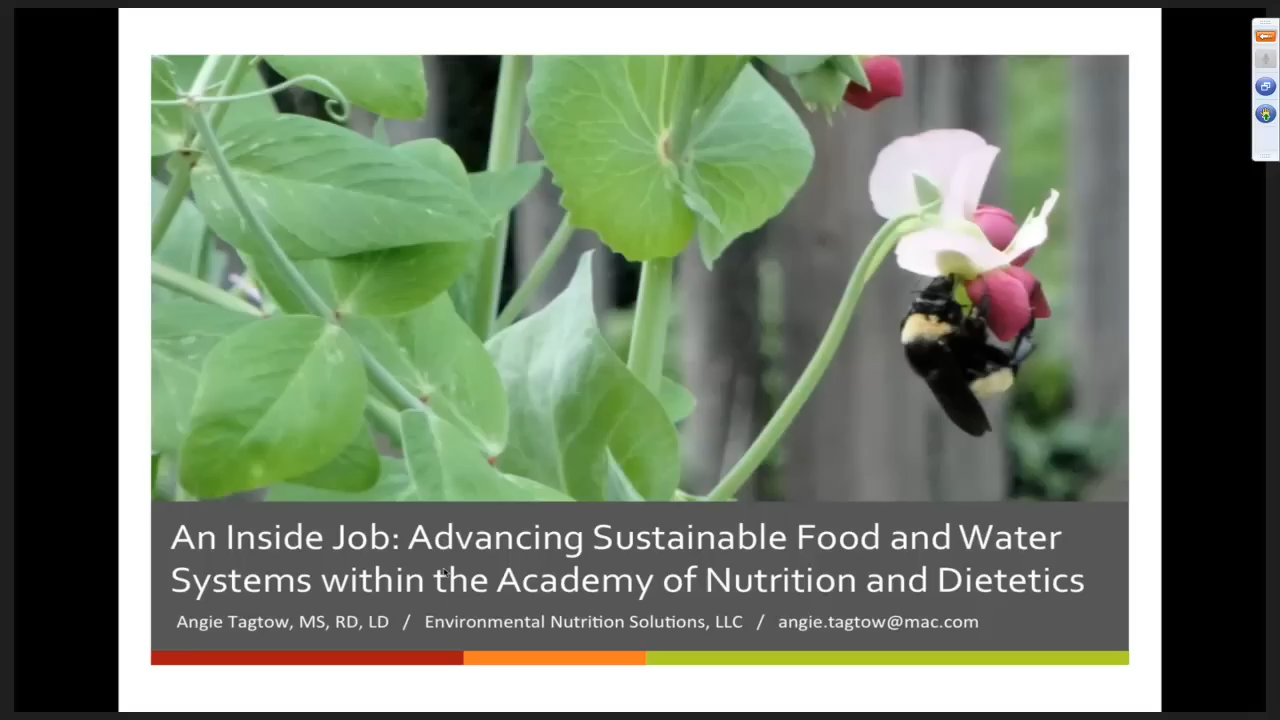 An Inside Job: Advancing Sustainable Food and Water
Systems within the Academy of Nutrition and Dietetics
Angie Tagtow, MS, RD, LD / Environmental Nutrition Solutions, LLC / angie.tagtow@mac.com